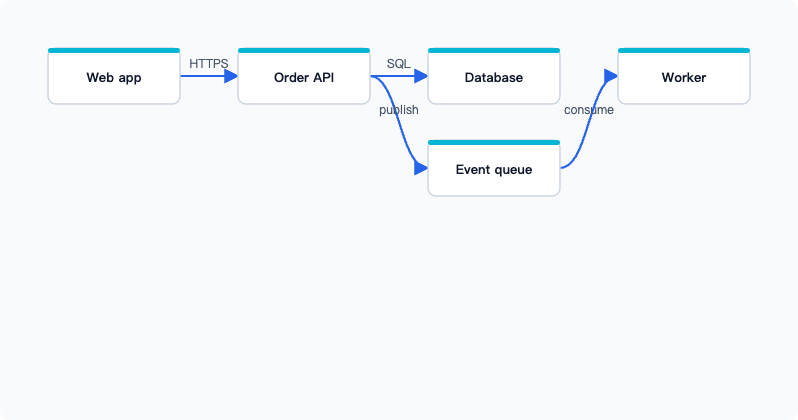 Web app
HTTPS
Order API
SQL
Database
Worker
publish
consume
Event queue